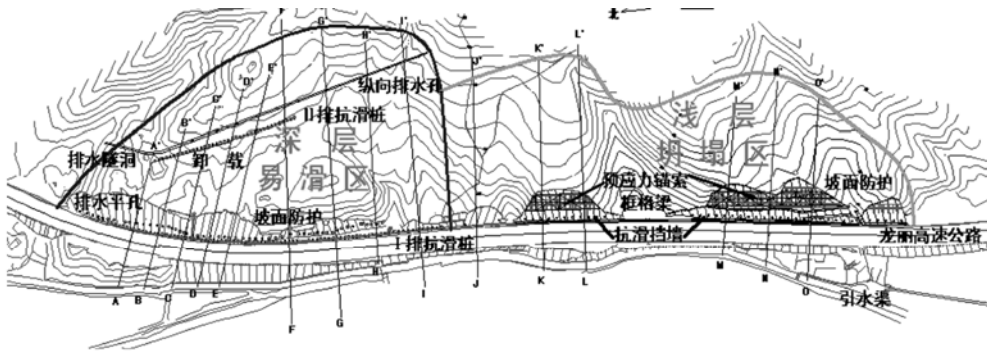 北
F'
G'
H'
I'
L'
K'
J'
E'
D'
C'
B'
A'
M'
N'
O'
纵向排水孔
II排抗滑桩
排水隧洞
卸 载
深 层
易滑区
浅 层
坍塌区
预应力锚索
框格梁
坡面防护
排水平孔
坡面防护
I排抗滑桩
抗滑挡墙
龙丽高速公路
引水渠
A
B
C
D
E
F
G
H
I
J
K
L
M
N
O